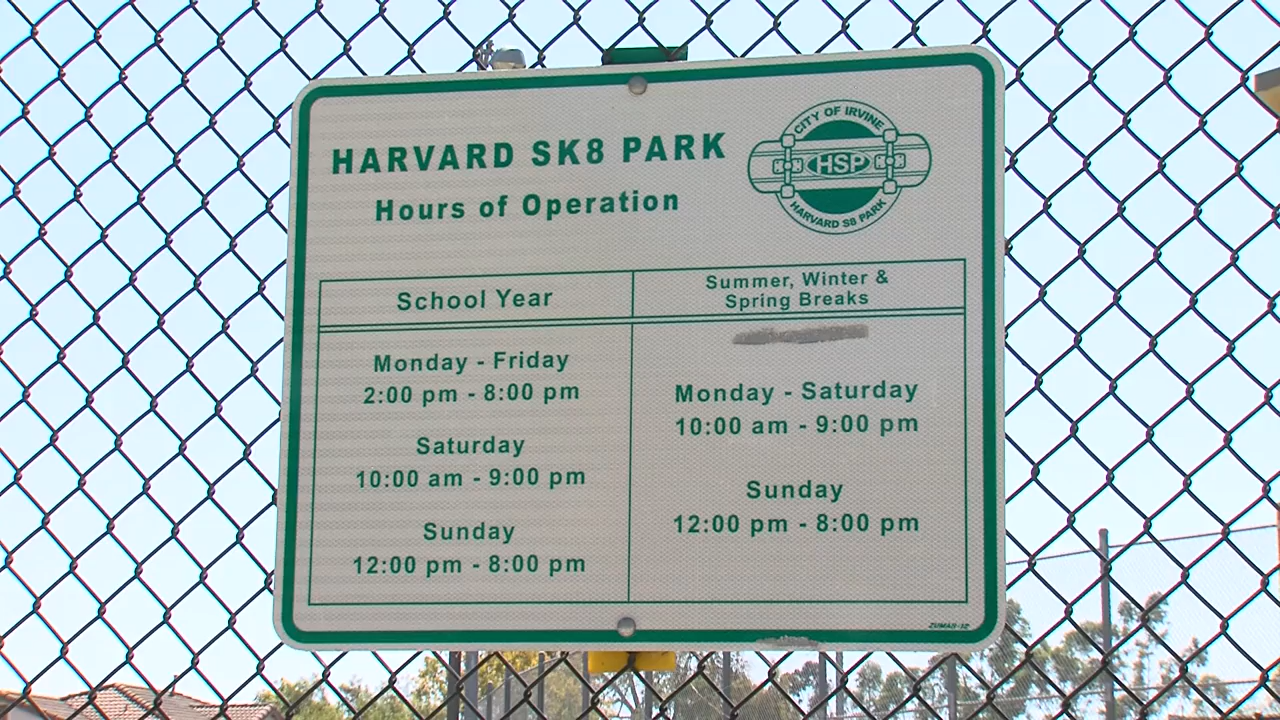 HARVARD SK8 PARK
Hours of Operation
CITY OF IRVINE
HSP
HARVARD S8 PARK
School Year
Monday - Friday
2:00 pm - 8:00 pm
Saturday
10:00 am - 9:00 pm
Sunday
12:00 pm - 8:00 pm
Summer, Winter &
Spring Breaks
Monday - Saturday
10:00 am - 9:00 pm
Sunday
12:00 pm - 8:00 pm